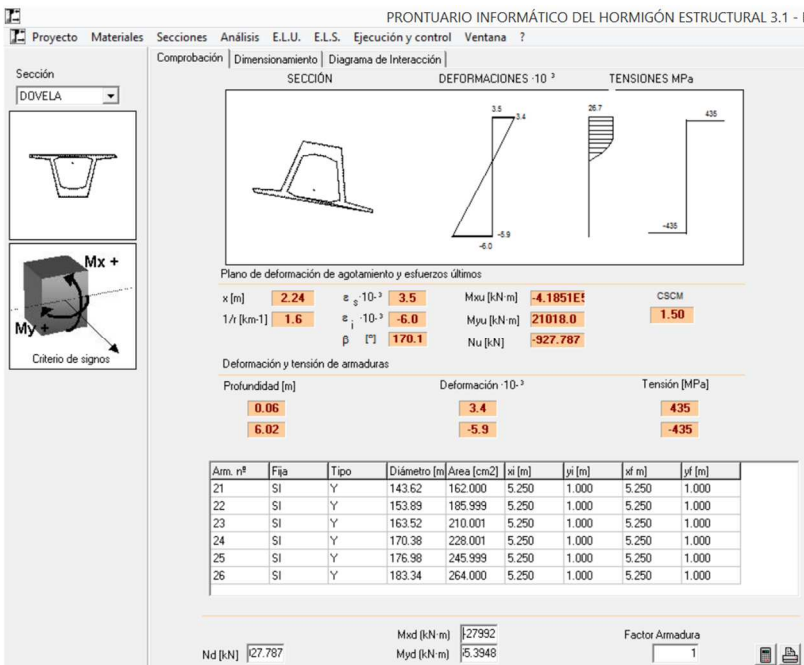 PRONTUARIO INFORMÁTICO DEL HORMIGÓN ESTRUCTURAL 3.1 -
Proyecto Materiales Secciones Análisis E.L.U. E.L.S. Ejecución y control Ventana ?
Comprobación Dimensionamiento Diagrama de Interacción
Sección
DOVELA
SECCIÓN DEFORMACIONES ·10 ³ TENSIONES MPa
3.5
3.4
26.7
435
-5.9
-6.0
-435
Mx +
My +
Criterio de signos
Plano de deformación de agotamiento y esfuerzos últimos
x [m] 2.24 ε s ·10-³ 3.5 Mxu [kN·m] -4.1851E5 CSCM
1/r [km-1] 1.6 ε i ·10-³ -6.0 Myu [kN·m] 21018.0 1.50
β [º] 170.1 Nu [kN] -927.787
Deformación y tensión de armaduras
Profundidad [m] Deformación ·10-³ Tensión [MPa]
0.06 3.4 435
6.02 -5.9 -435
Arm. nº Fija Tipo Diámetro [m Area [cm2] xi [m] yi [m] xf m] yf [m]
21 SI Y 143.62 162.000 5.250 1.000 5.250 1.000
22 SI Y 153.89 185.999 5.250 1.000 5.250 1.000
23 SI Y 163.52 210.001 5.250 1.000 5.250 1.000
24 SI Y 170.38 228.001 5.250 1.000 5.250 1.000
25 SI Y 176.98 245.999 5.250 1.000 5.250 1.000
26 SI Y 183.34 264.000 5.250 1.000 5.250 1.000
Mxd (kN·m) -27992 Factor Armadura
Nd [kN] 27.787 Myd (kN·m) 5.3948 1